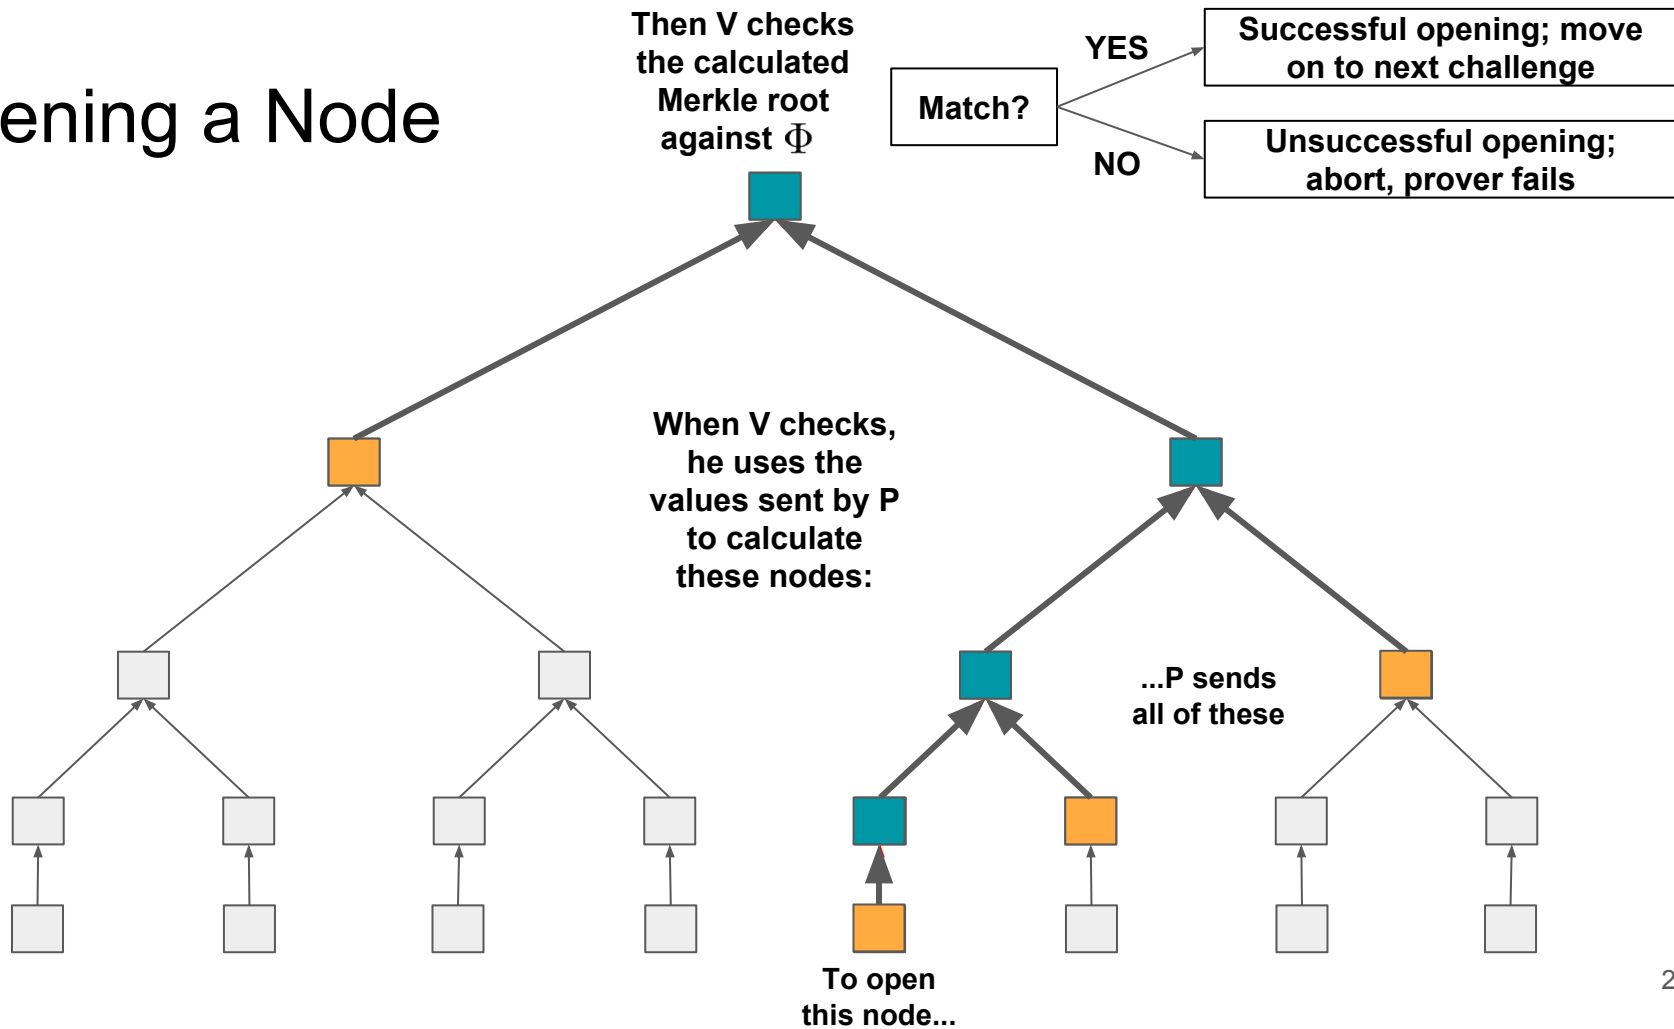 ening a Node
Then V checks
the calculated
Merkle root
against Φ
Match?
YES
NO
Successful opening; move
on to next challenge
Unsuccessful opening;
abort, prover fails
When V checks,
he uses the
values sent by P
to calculate
these nodes:
...P sends
all of these
To open
this node...
2